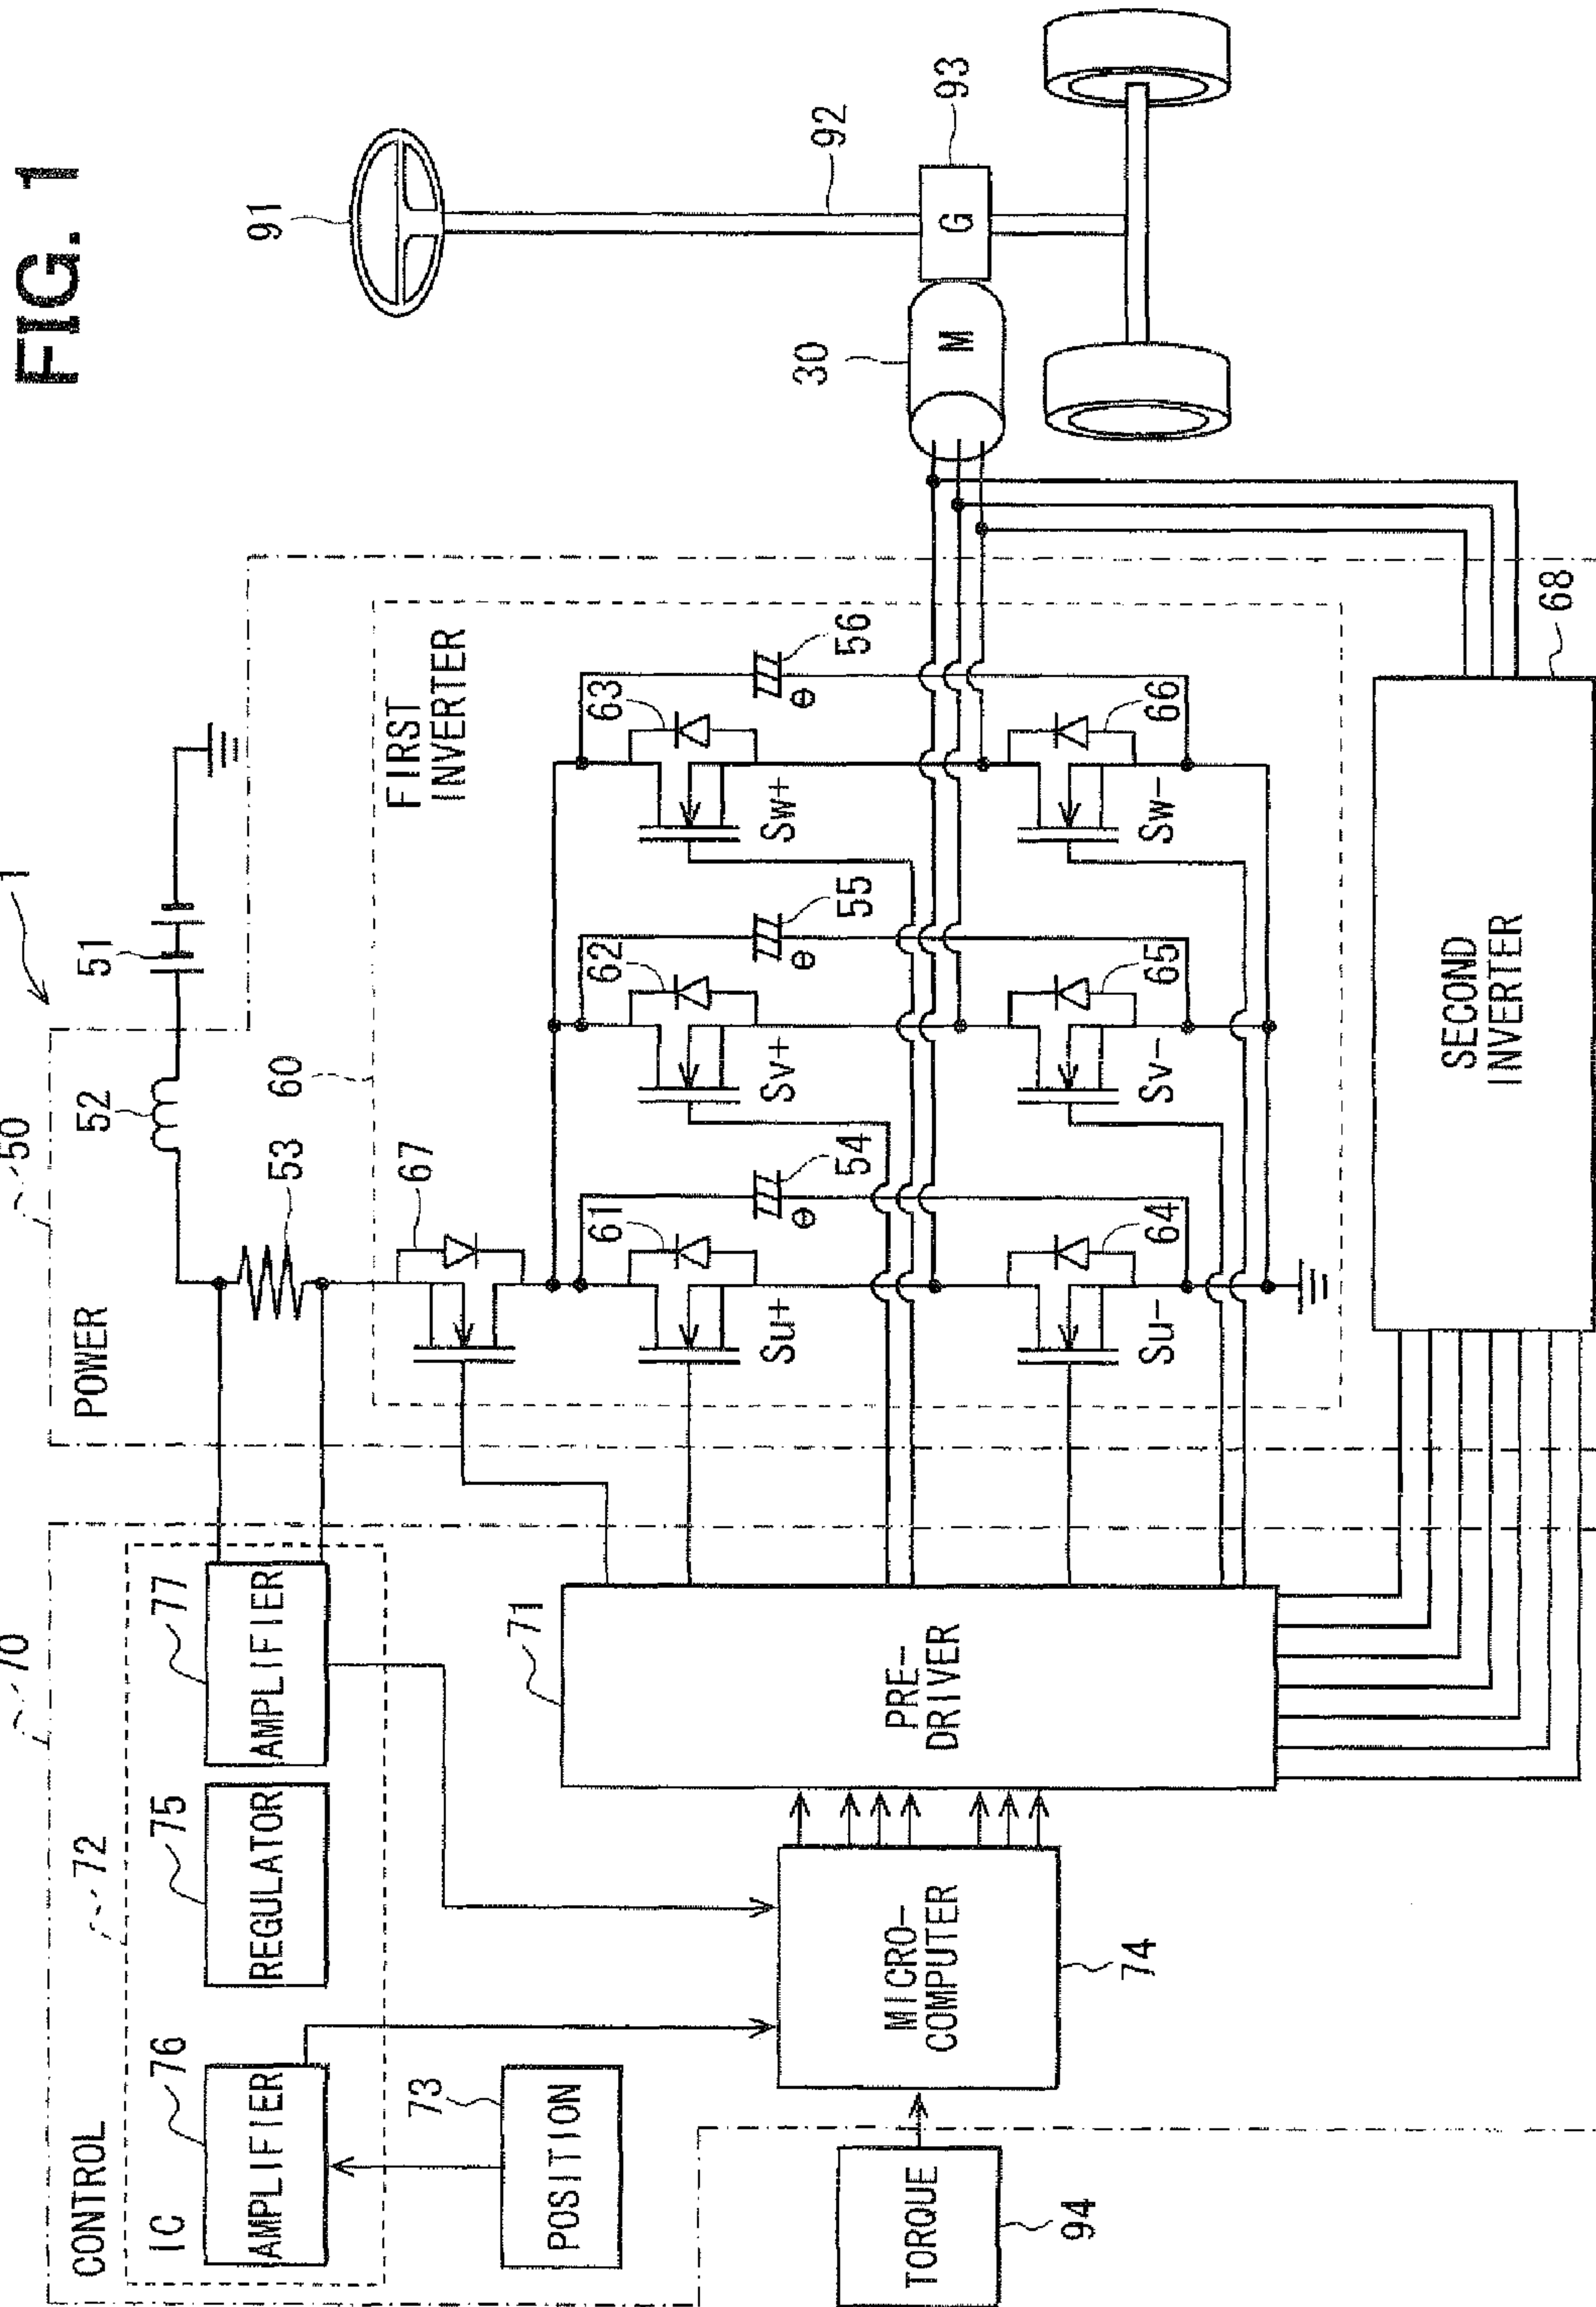 FIG. 1
1
50
70
POWER
CONTROL
72
IC
AMPLIFIER
76
REGULATOR
75
AMPLIFIER
77
POSITION
73
TORQUE
94
MICRO-
COMPUTER
74
PRE-
DRIVER
71
51
52
53
60
67
FIRST
INVERTER
61
62
63
54
55
56
θ
θ
θ
Su+
Sv+
Sw+
64
65
66
Su-
Sv-
Sw-
SECOND
INVERTER
68
30
M
G
91
92
93